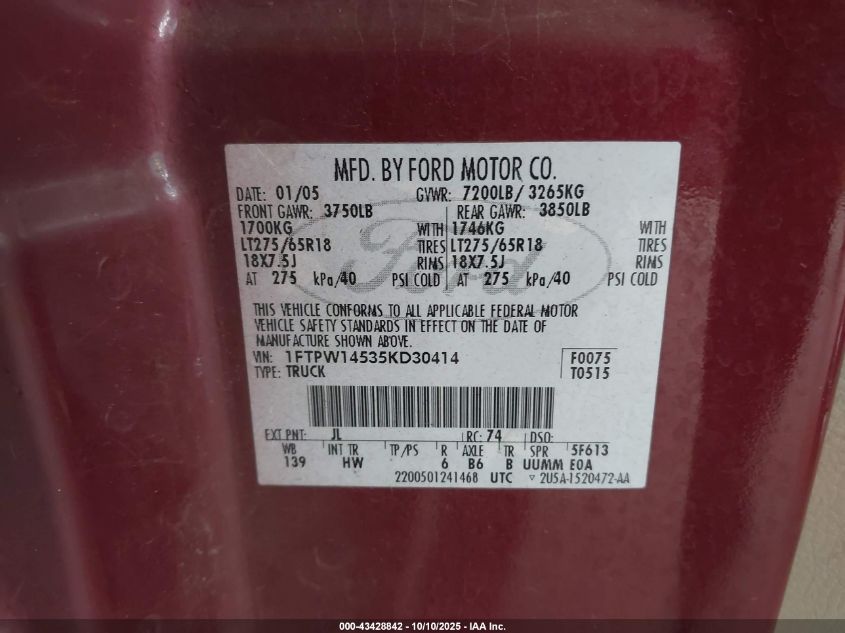 MFD. BY FORD MOTOR CO.
DATE: 01/05 GVWR: 7200LB/ 3265KG
FRONT GAWR: 3750LB REAR GAWR: 3850LB
1700KG WITH 1746KG WITH
LT275/65R18 TIRES LT275/65R18 TIRES
18X7.5J RIMS 18X7.5J RIMS
AT 275 kPa/40 PSI COLD AT 275 kPa/40 PSI COLD
Ford
THIS VEHICLE CONFORMS TO ALL APPLICABLE FEDERAL MOTOR
VEHICLE SAFETY STANDARDS IN EFFECT ON THE DATE OF
MANUFACTURE SHOWN ABOVE.
VIN: 1FTPW14535KD30414 F0075
TYPE: TRUCK T0515
EXT PNT: JL RC: 74 DSO:
WB INT TR TP/PS R AXLE TR SPR 5F613
139 HW 6 B6 B UUMM E0A
2200501241468 UTC ▽ 2U5A-1520472-AA
000-43428842 - 10/10/2025 - IAA Inc.